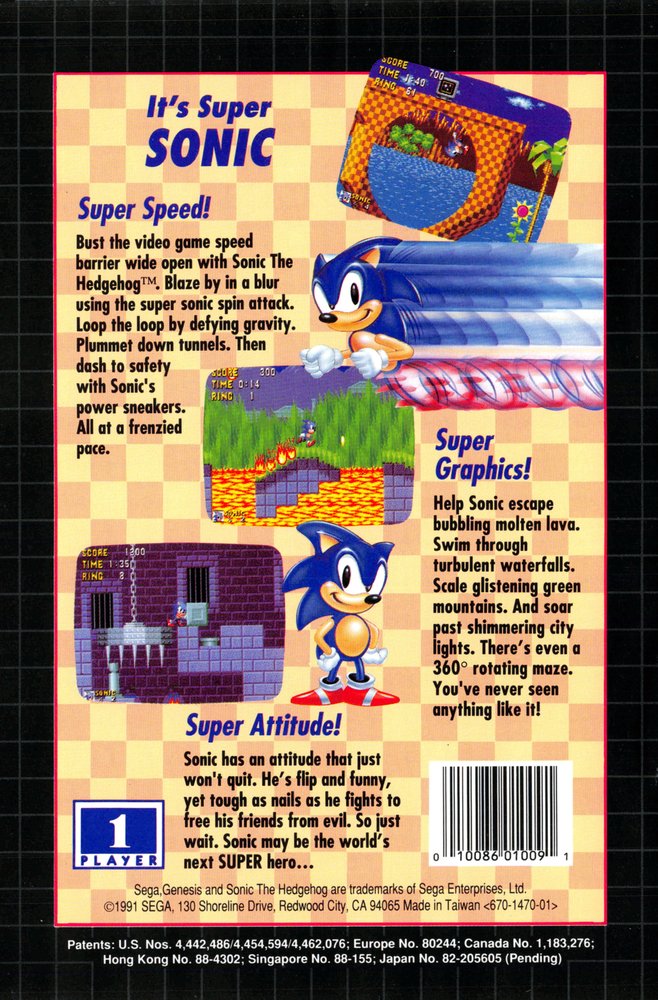 It's Super
SONIC
SCORE 700
RING 61
Super Speed!
Bust the video game speed
barrier wide open with Sonic The
Hedgehog™. Blaze by in a blur
using the super sonic spin attack.
Loop the loop by defying gravity.
Plummet down tunnels. Then
dash to safety
with Sonic's
power sneakers.
All at a frenzied
pace.
SCORE 300
TIME 0:14
RING 1
Super
Graphics!
Help Sonic escape
bubbling molten lava.
Swim through
turbulent waterfalls.
Scale glistening green
mountains. And soar
past shimmering city
lights. There's even a
360° rotating maze.
You've never seen
anything like it!
SCORE 1200
TIME 1:35
RING 8
SONIC
Super Attitude!
Sonic has an attitude that just
won't quit. He's flip and funny,
yet tough as nails as he fights to
free his friends from evil. So just
wait. Sonic may be the world's
next SUPER hero...
1
PLAYER
0 10086 01009 1
Sega,Genesis and Sonic The Hedgehog are trademarks of Sega Enterprises, Ltd.
©1991 SEGA, 130 Shoreline Drive, Redwood City, CA 94065 Made in Taiwan <670-1470-01>
Patents: U.S. Nos. 4,442,486/4,454,594/4,462,076; Europe No. 80244; Canada No. 1,183,276;
Hong Kong No. 88-4302; Singapore No. 88-155; Japan No. 82-205605 (Pending)